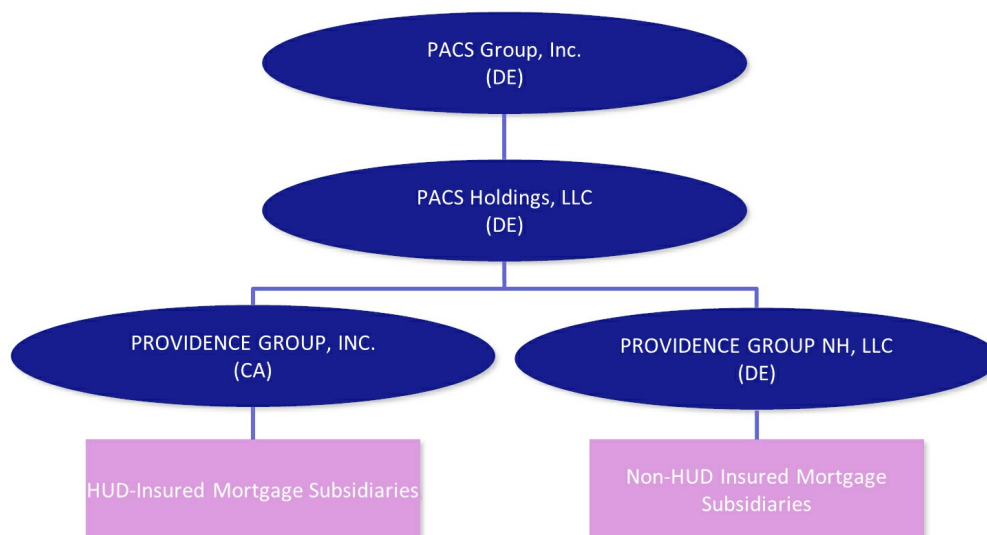 PACS Group, Inc.
(DE)
PACS Holdings, LLC
(DE)
PROVIDENCE GROUP, INC.
(CA)
PROVIDENCE GROUP NH, LLC
(DE)
HUD-Insured Mortgage Subsidiaries
Non-HUD Insured Mortgage
Subsidiaries